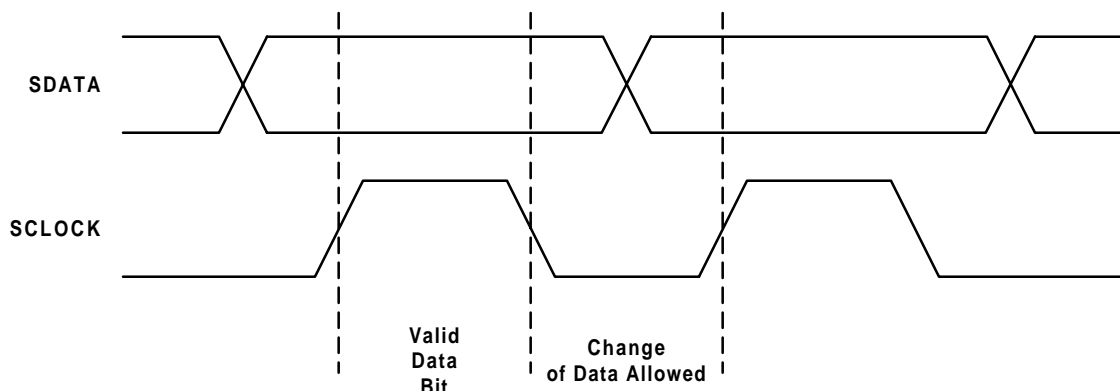 SDATA
SCLOCK
Valid
Data
Bit
Change
of Data Allowed